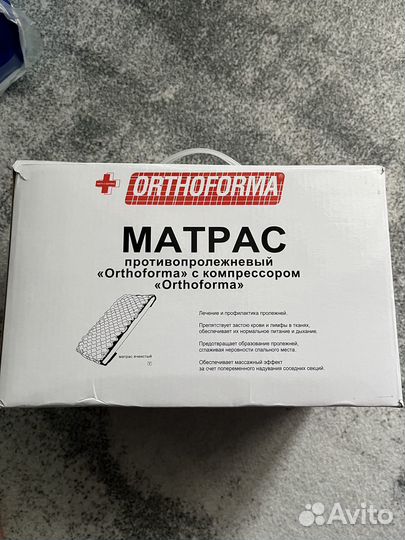 ORTHOFORMA
МАТРАС
противопролежневый
«Orthoforma» с компрессором
«Orthoforma»
Лечение и профилактика пролежней.
Препятствует застою крови и лимфы в тканях,
обеспечивает их нормальное питание и дыхание.
Предотвращает образование пролежней,
сглаживая неровности спального места.
Обеспечивает массажный эффект
за счет попеременного надувания соседних секций.
матрас ячеистый
Avito